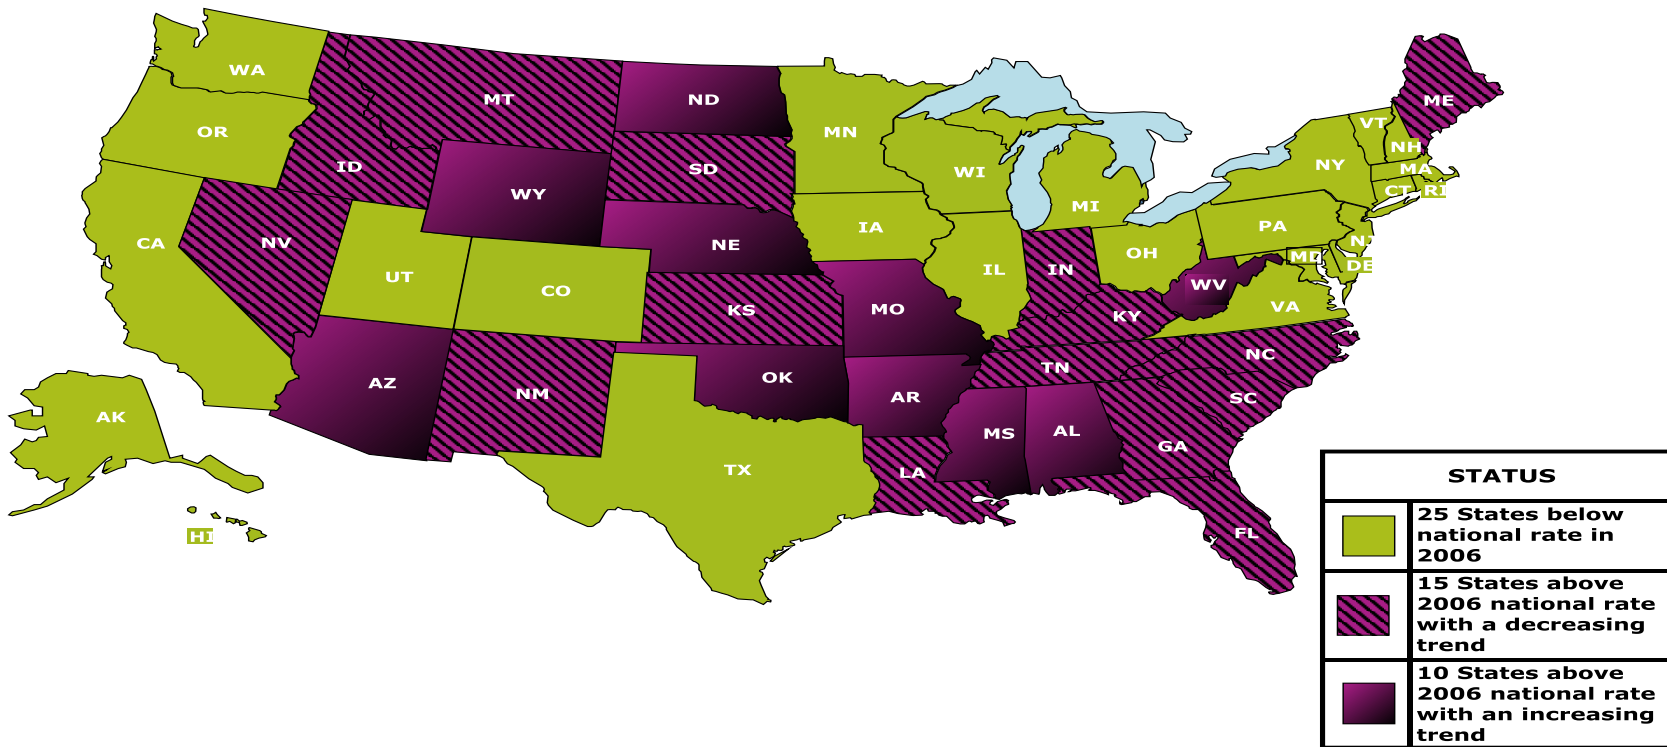 WA
MT
ND
ME
OR
MN
VT
NH
ID
SD
WI
NY
MA
WY
CT RI
MI
IA
PA
CA
NV
NE
NJ
OH
MD
UT
IL
IN
DE
CO
WV
KS
MO
VA
KY
NC
TN
AZ
OK
NM
AR
SC
AK
MS
AL
GA
TX
LA
HI
FL
STATUS
25 States below
national rate in
2006
15 States above
2006 national rate
with a decreasing
trend
10 States above
2006 national rate
with an increasing
trend